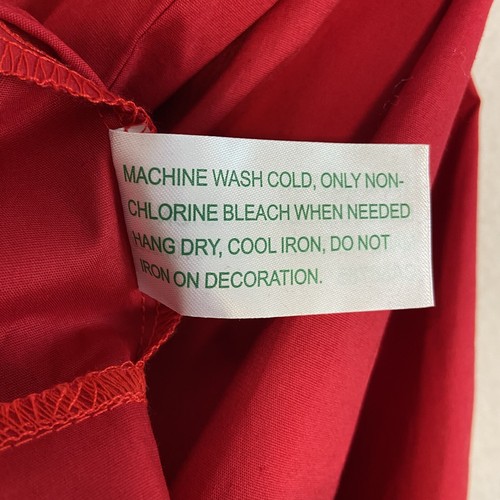 MACHINE WASH COLD, ONLY NON-
CHLORINE BLEACH WHEN NEEDED
HANG DRY, COOL IRON, DO NOT
IRON ON DECORATION.